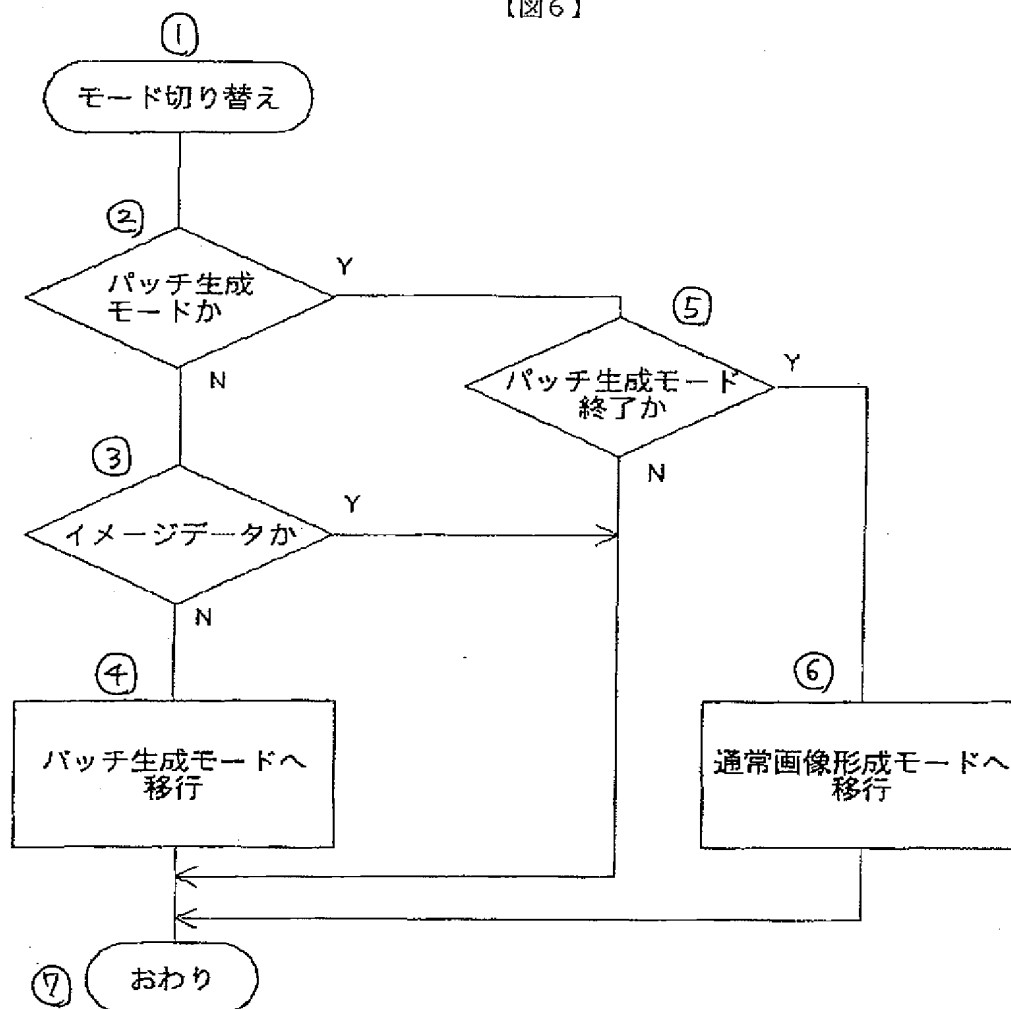 【図6】
①
モード切り替え
②
パッチ生成
モードか
Y
N
⑤
パッチ生成モード
終了か
Y
N
③
イメージデータか
Y
N
④
パッチ生成モードへ
移行
⑥
通常画像形成モードへ
移行
⑦
おわり